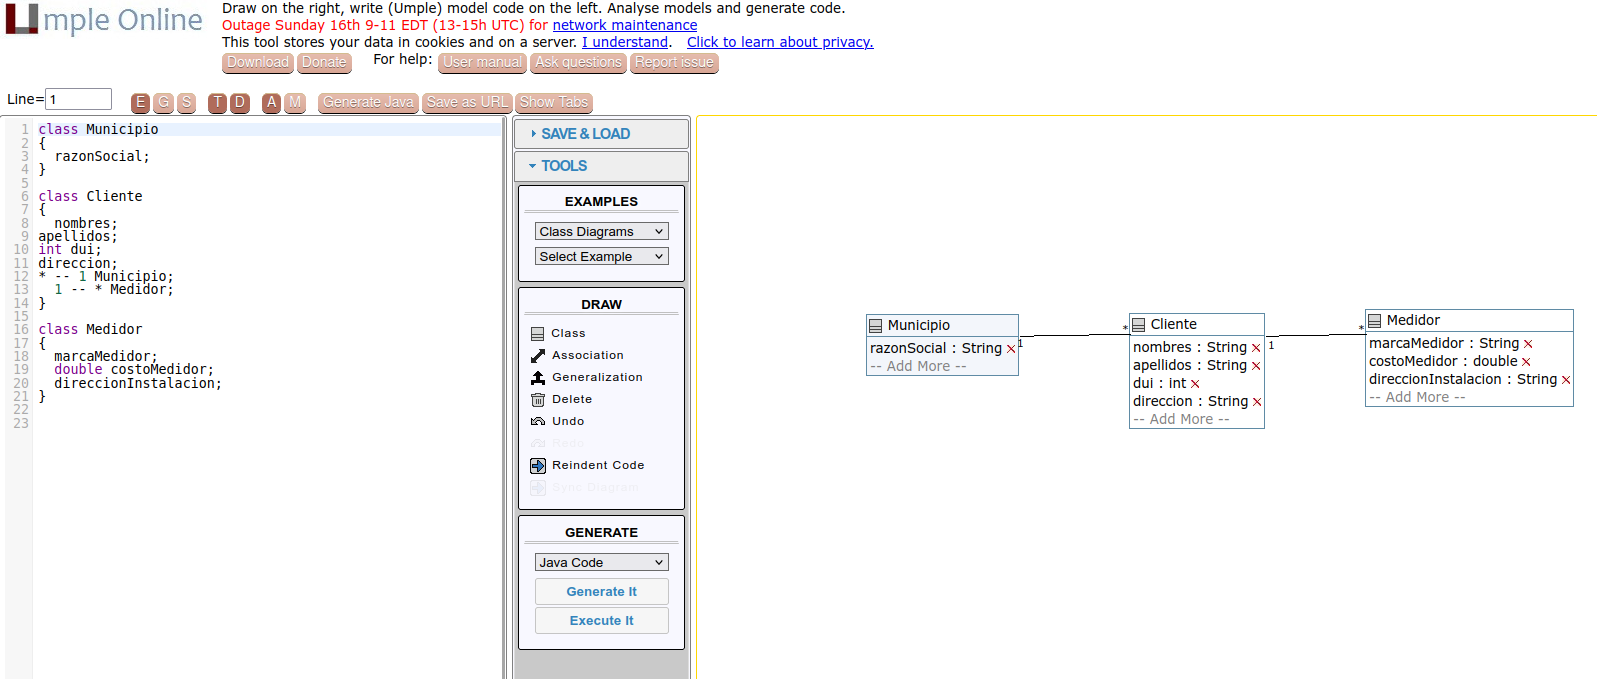 Umple Online
Draw on the right, write (Umple) model code on the left. Analyse models and generate code.
Outage Sunday 16th 9-11 EDT (13-15h UTC) for network maintenance
This tool stores your data in cookies and on a server. I understand. Click to learn about privacy.
Download Donate For help: User manual Ask questions Report issue
Line= 1 E G S T D A M Generate Java Save as URL Show Tabs
1 class Municipio
2 {
3 razonSocial;
4 }
5
6 class Cliente
7 {
8 nombres;
9 apellidos;
10 int dui;
11 direccion;
12 * -- 1 Municipio;
13 1 -- * Medidor;
14 }
15
16 class Medidor
17 {
18 marcaMedidor;
19 double costoMedidor;
20 direccionInstalacion;
21 }
22
23
SAVE & LOAD
TOOLS
EXAMPLES
Class Diagrams
Select Example
DRAW
Class
Association
Generalization
Delete
Undo
Redo
Reindent Code
Sync Diagram
GENERATE
Java Code
Generate It
Execute It
Municipio
razonSocial : String
-- Add More --
1
*
Cliente
nombres : String
apellidos : String
dui : int
direccion : String
-- Add More --
1
*
Medidor
marcaMedidor : String
costoMedidor : double
direccionInstalacion : String
-- Add More --